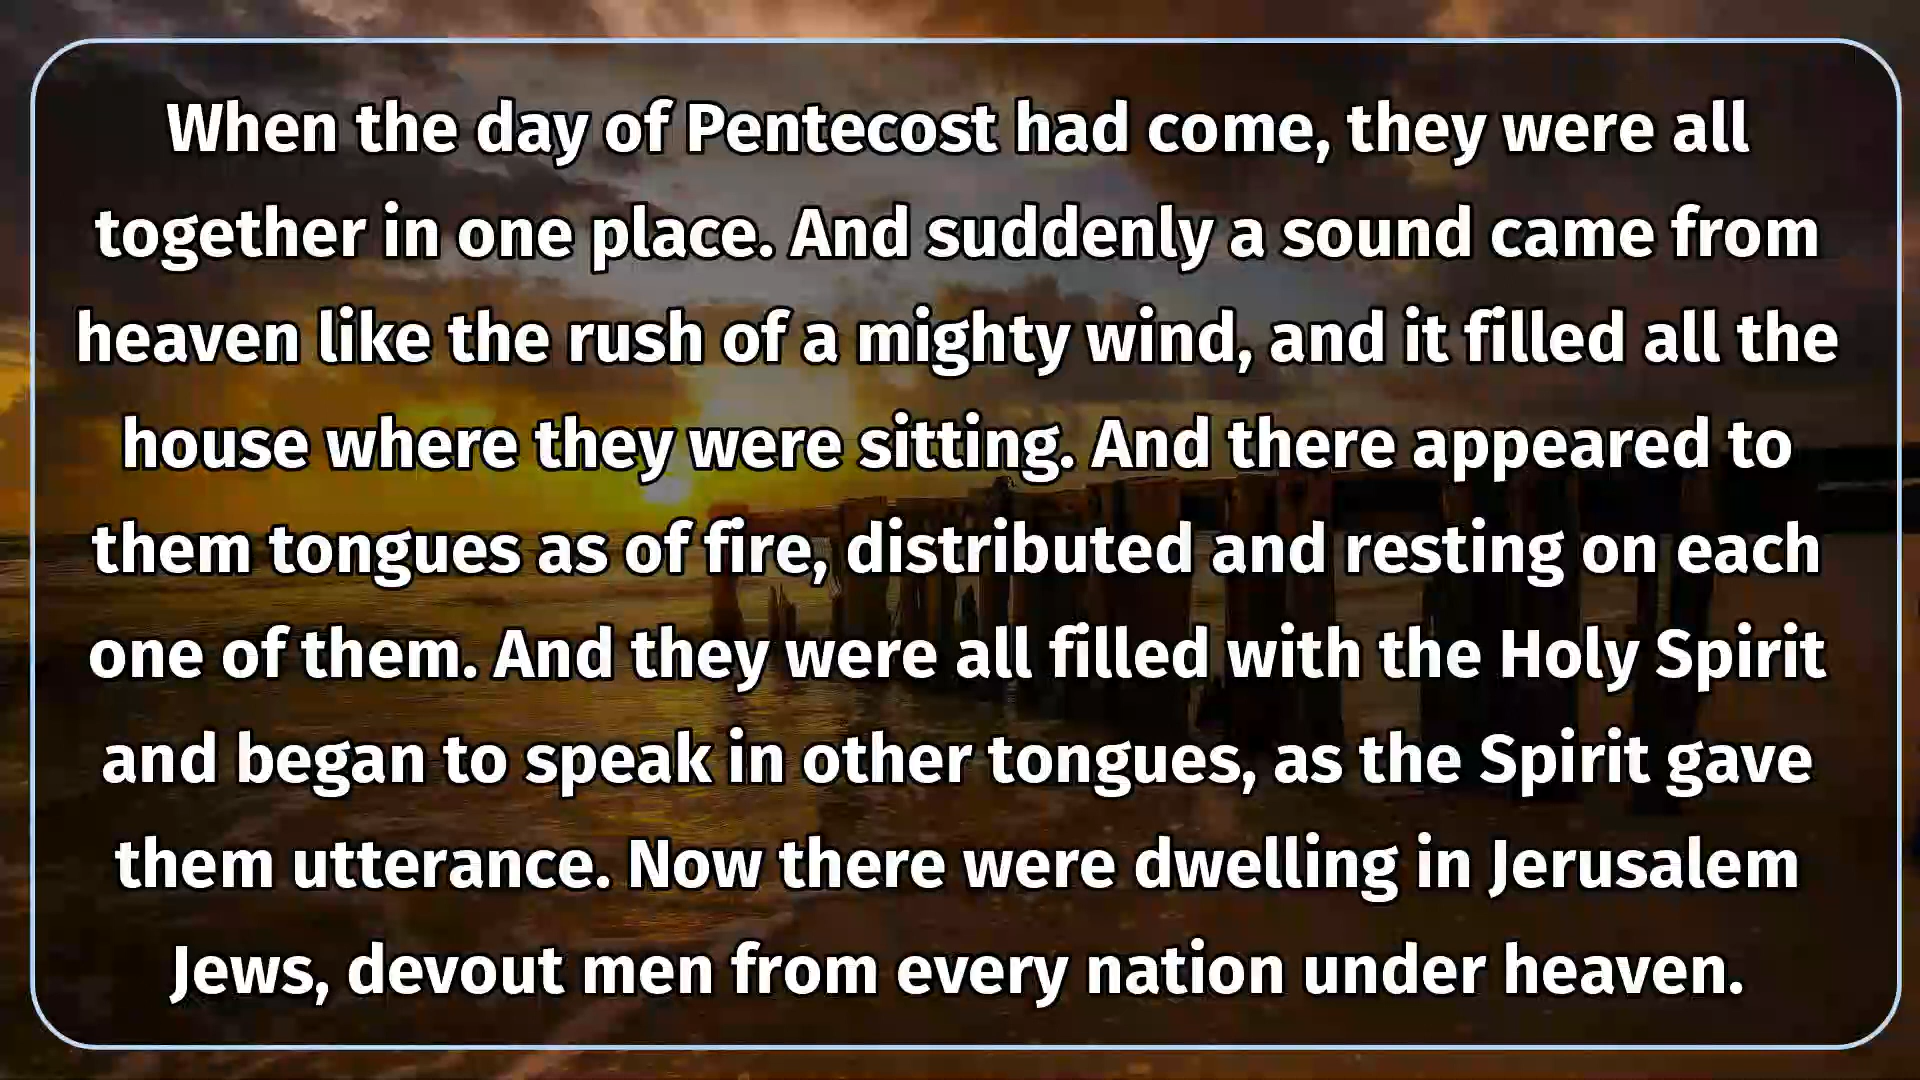 When the day of Pentecost had come, they were all
together in one place. And suddenly a sound came from
heaven like the rush of a mighty wind, and it filled all the
house where they were sitting. And there appeared to
them tongues as of fire, distributed and resting on each
one of them. And they were all filled with the Holy Spirit
and began to speak in other tongues, as the Spirit gave
them utterance. Now there were dwelling in Jerusalem
Jews, devout men from every nation under heaven.